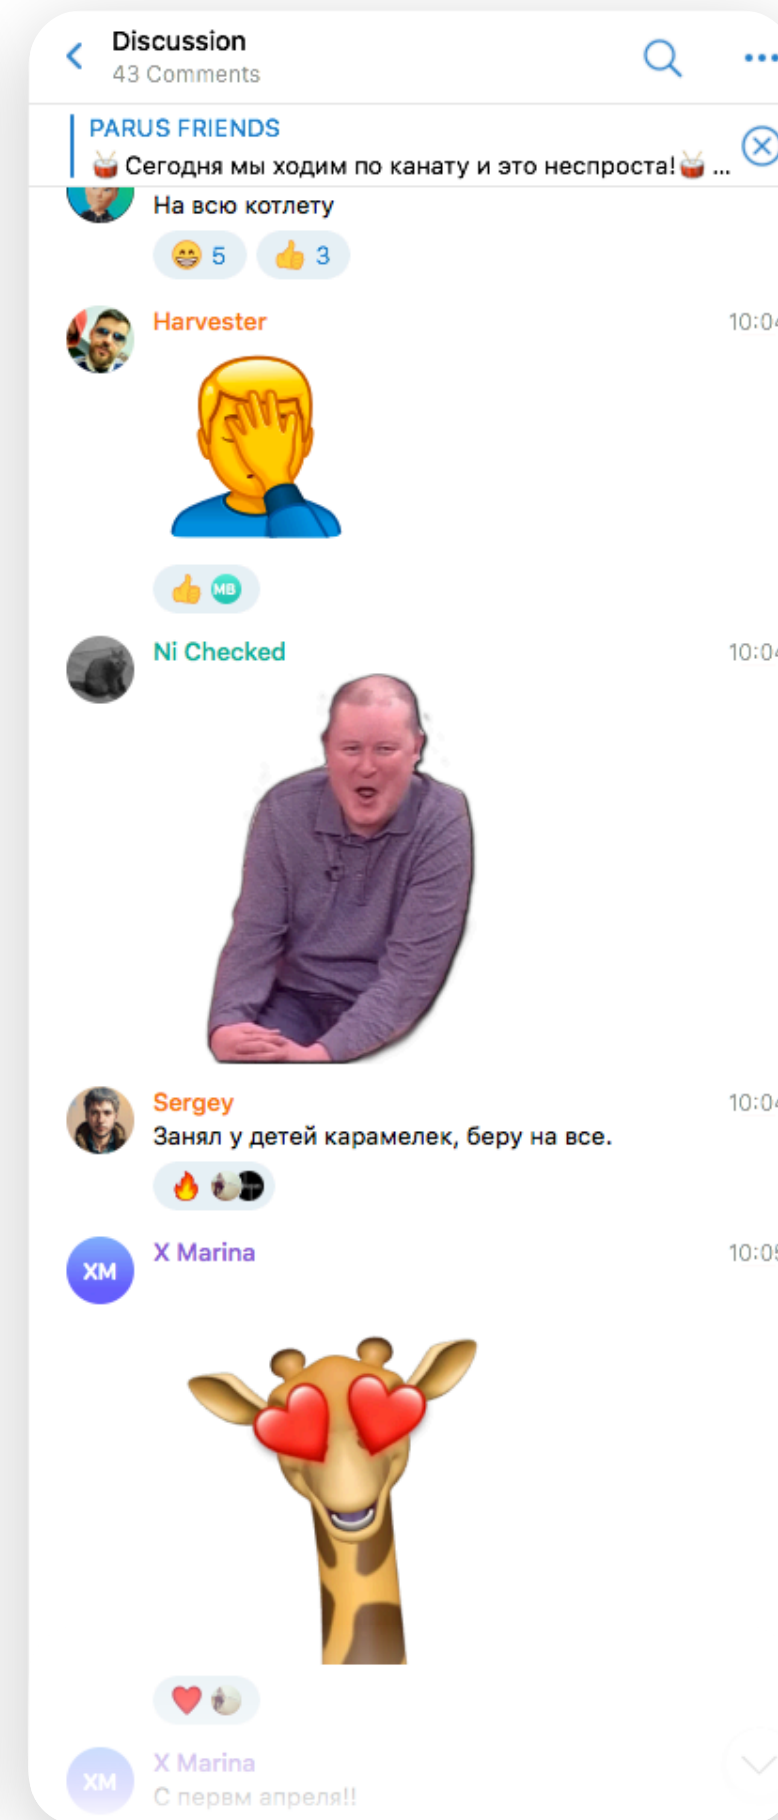 Discussion
43 Comments
PARUS FRIENDS
🥁 Сегодня мы ходим по канату и это неспроста!🥁 ...
На всю котлету
😁 5 👍 3
Harvester 10:04
👍 MB
Ni Checked 10:04
Sergey 10:04
Занял у детей карамелек, беру на все.
XM X Marina 10:05
XM X Marina
С первм апреля!!